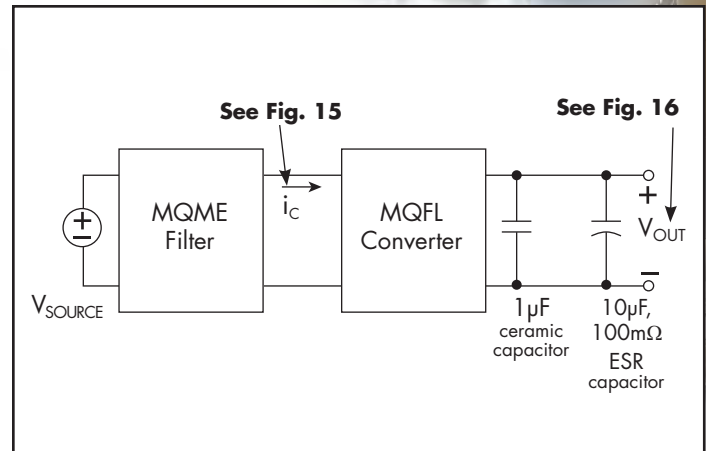 See Fig. 15
See Fig. 16
MQME
Filter
i_C
MQFL
Converter
+
V_OUT
−
+
−
V_SOURCE
1µF
ceramic
capacitor
10µF,
100mΩ
ESR
capacitor